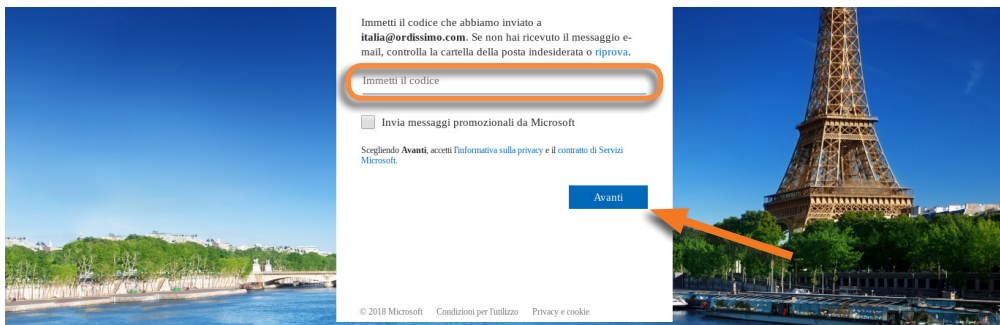 Immetti il codice che abbiamo inviato a
italia@ordissimo.com. Se non hai ricevuto il messaggio e-
mail, controlla la cartella della posta indesiderata o riprova.
Immetti il codice
Invia messaggi promozionali da Microsoft
Scegliendo Avanti, accetti l'informativa sulla privacy e il contratto di Servizi
Microsoft.
Avanti
© 2018 Microsoft Condizioni per l'utilizzo Privacy e cookie